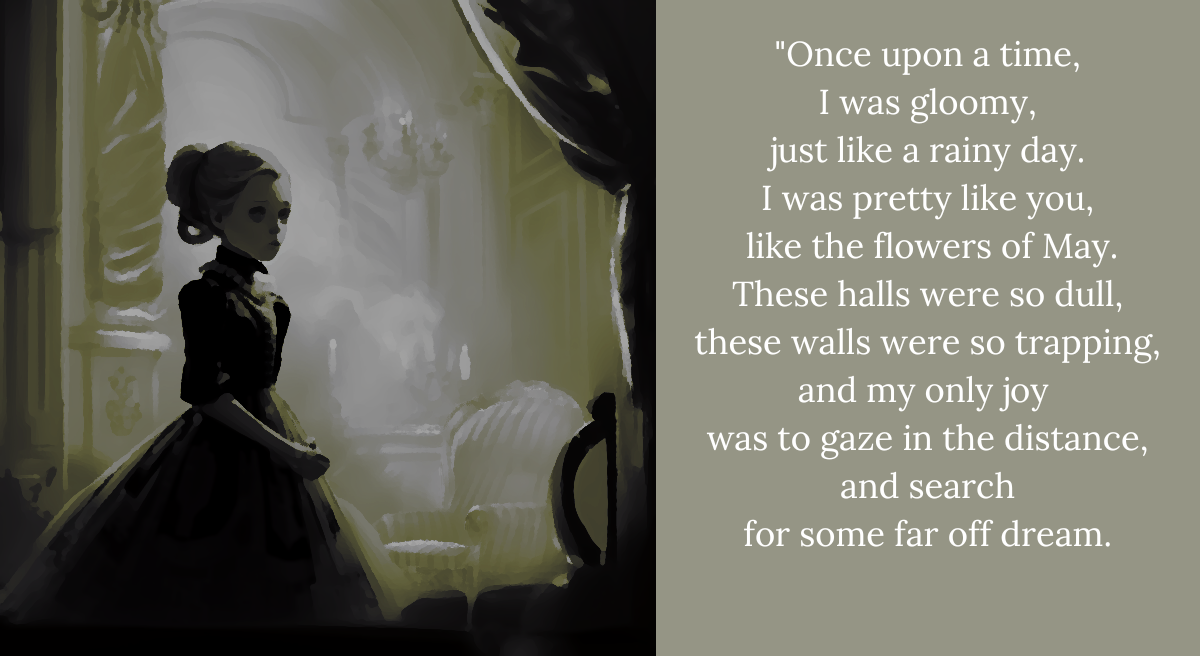 "Once upon a time,
I was gloomy,
just like a rainy day.
I was pretty like you,
like the flowers of May.
These halls were so dull,
these walls were so trapping,
and my only joy
was to gaze in the distance,
and search
for some far off dream.